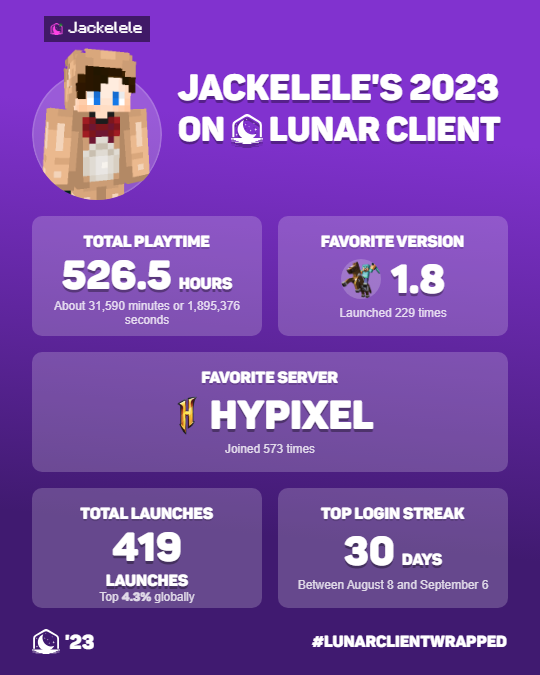 Jackelele
JACKELELE'S 2023
ON LUNAR CLIENT
TOTAL PLAYTIME
526.5 HOURS
About 31,590 minutes or 1,895,376
seconds
FAVORITE VERSION
1.8
Launched 229 times
FAVORITE SERVER
HYPIXEL
Joined 573 times
TOTAL LAUNCHES
419
LAUNCHES
Top 4.3% globally
TOP LOGIN STREAK
30 DAYS
Between August 8 and September 6
'23
#LUNARCLIENTWRAPPED